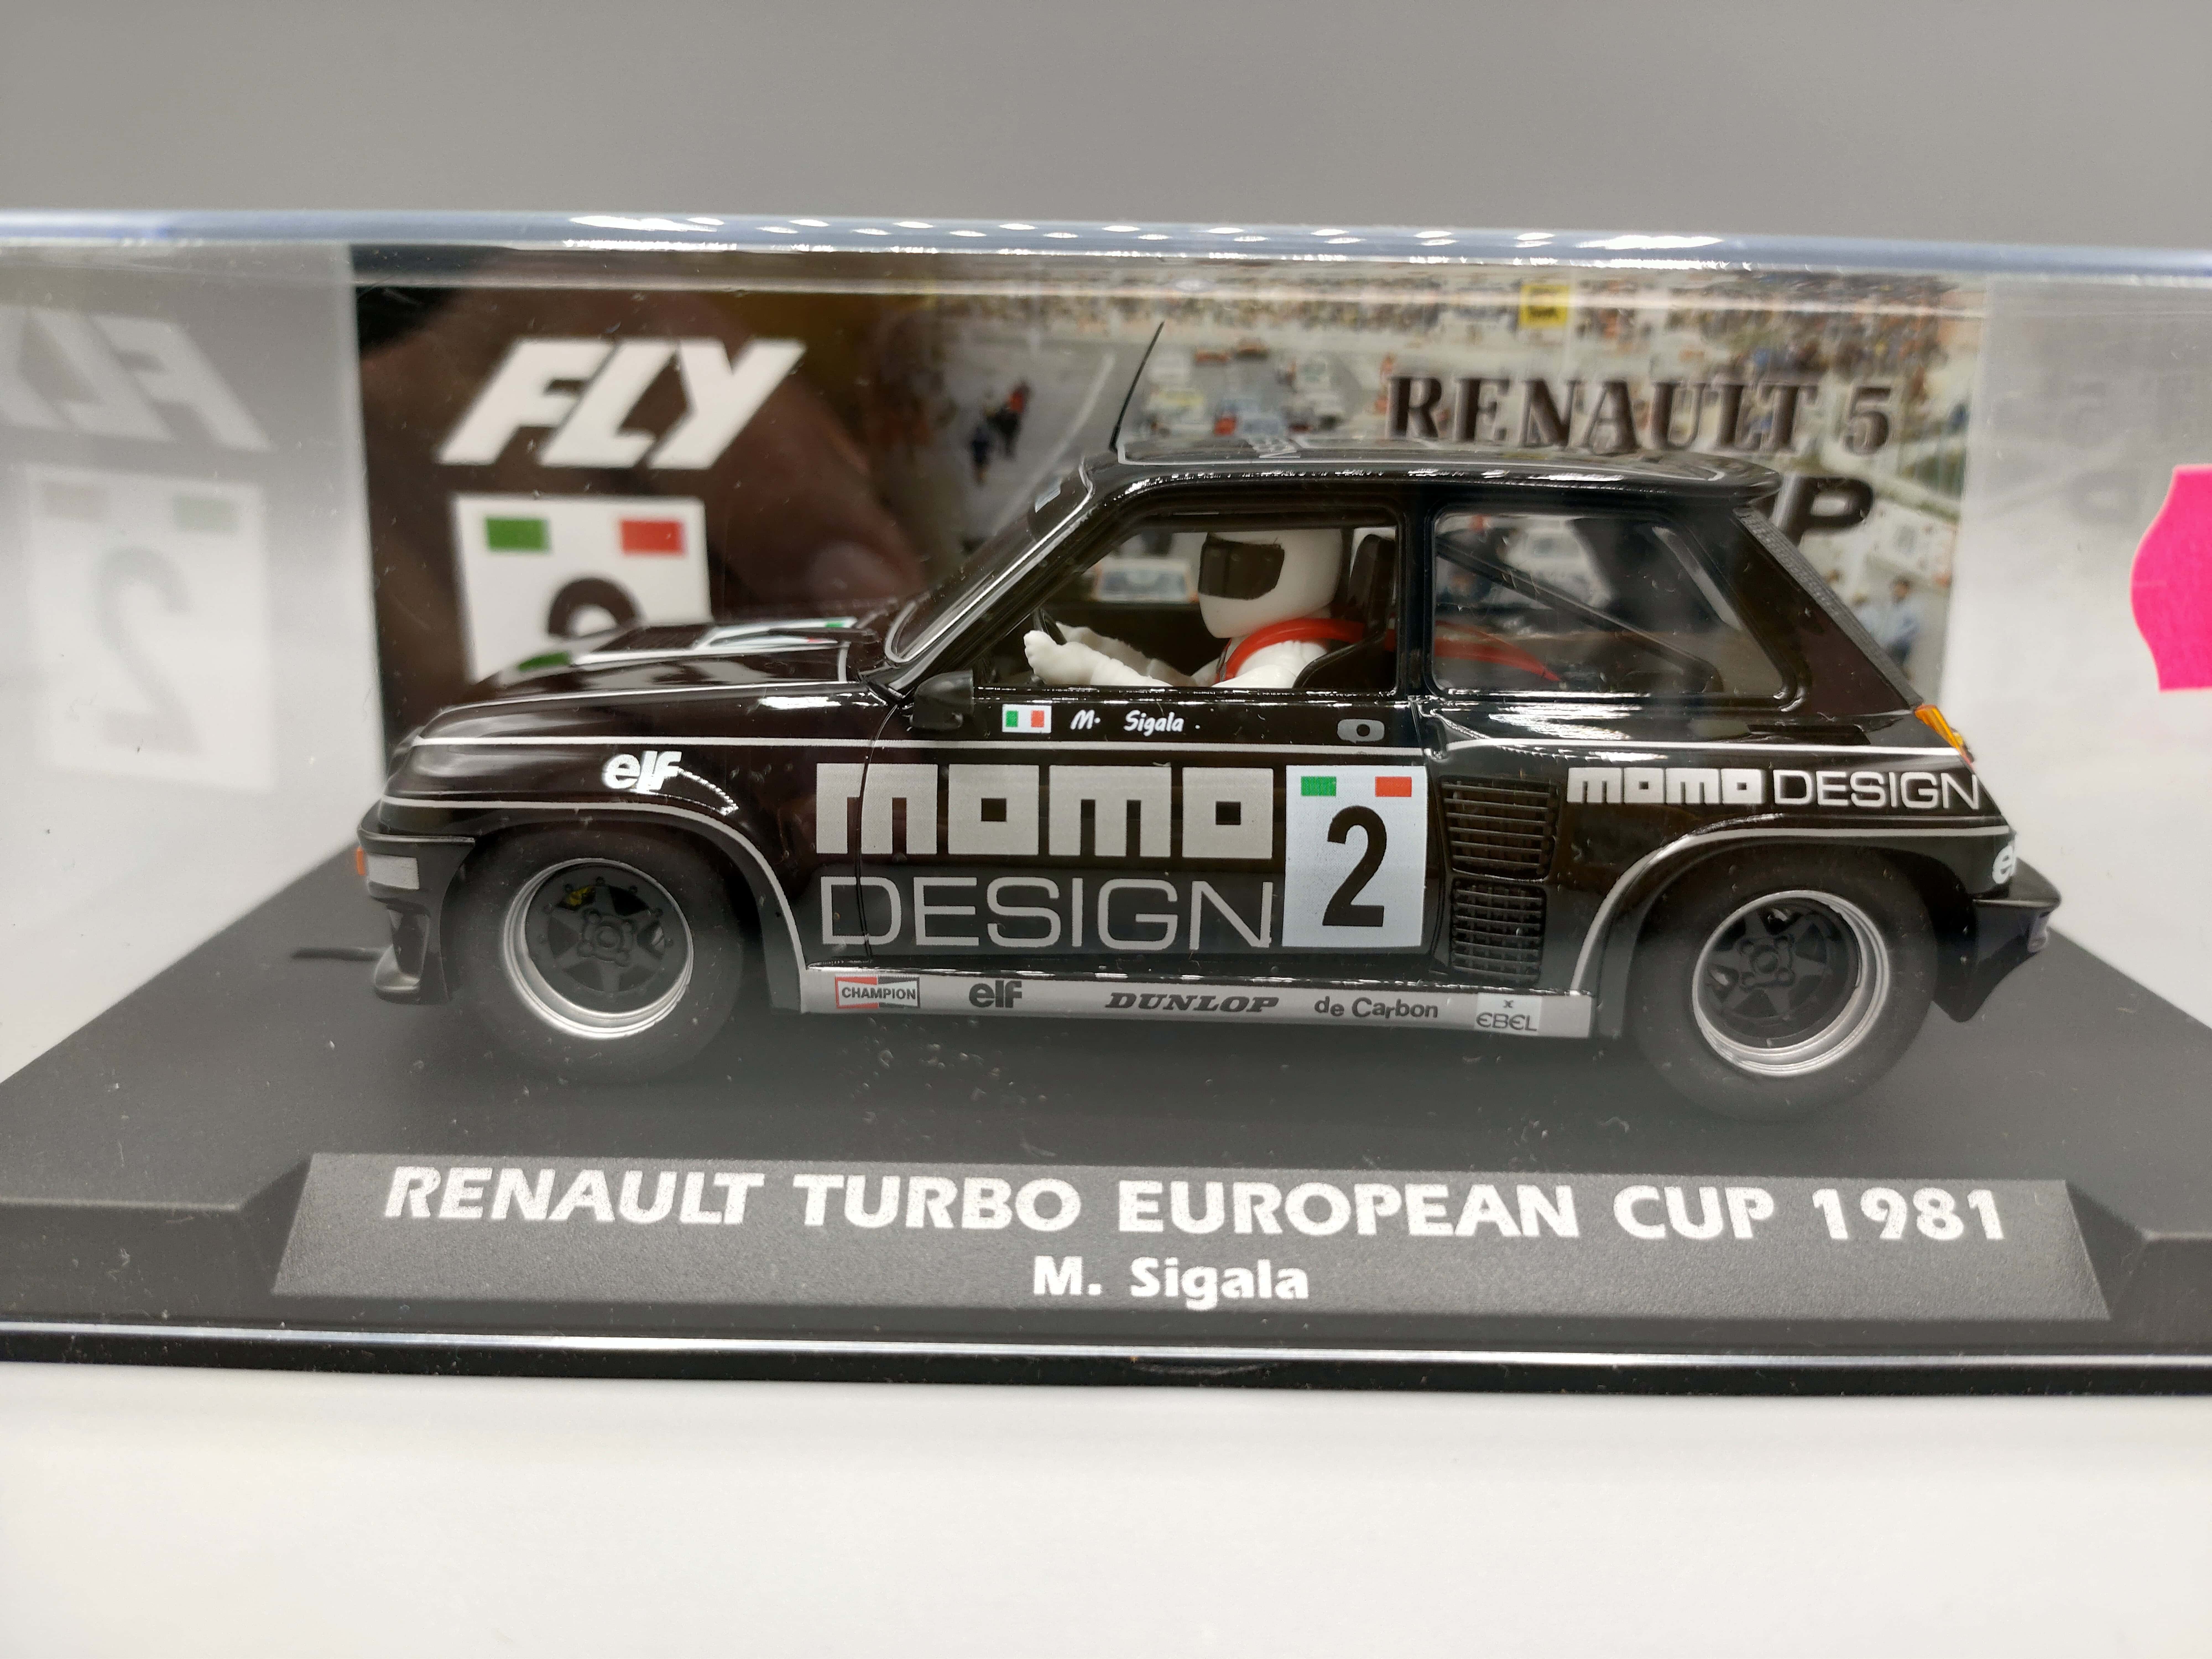 FLY
RENAULT 5
M. Sigala.
elf
momo
DESIGN
2
momo DESIGN
CHAMPION
elf
DUNLOP
de Carbon
EBEL
RENAULT TURBO EUROPEAN CUP 1981
M. Sigala